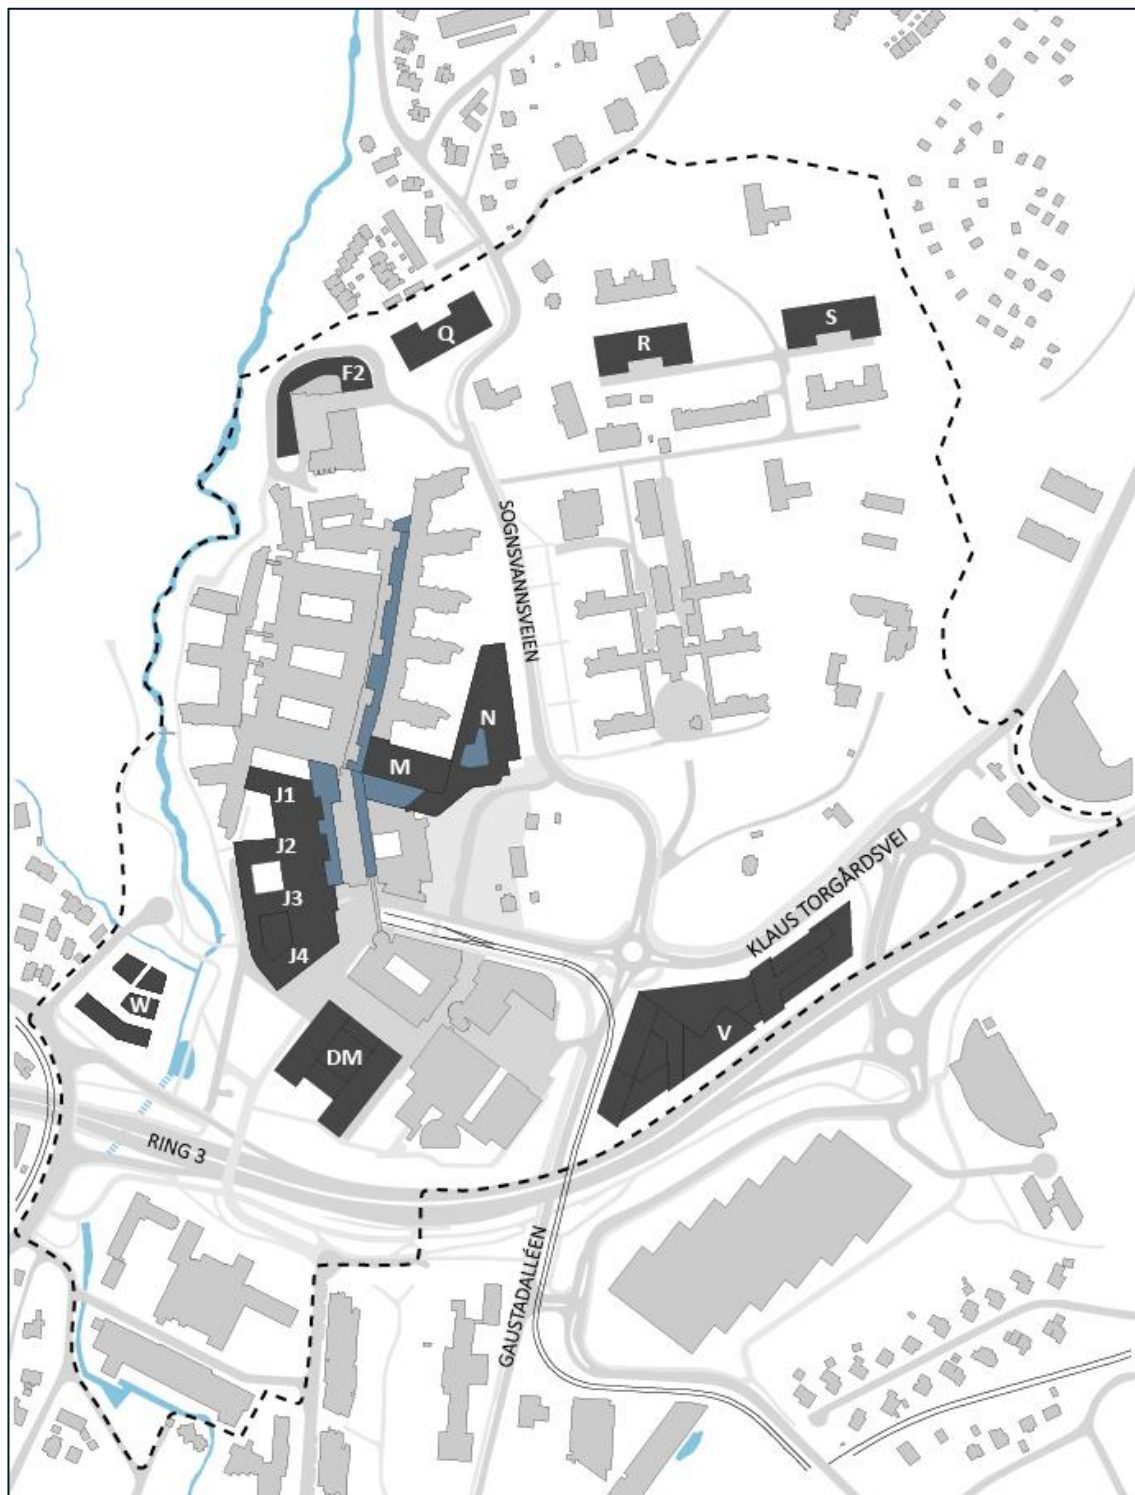 S
Q
R
F2
SOGNSVANNSVEIEN
N
M
J1
J2
J3
J4
KLAUS TORGÅRDSVEI
W
V
DM
RING 3
GAUSTADALLÉEN